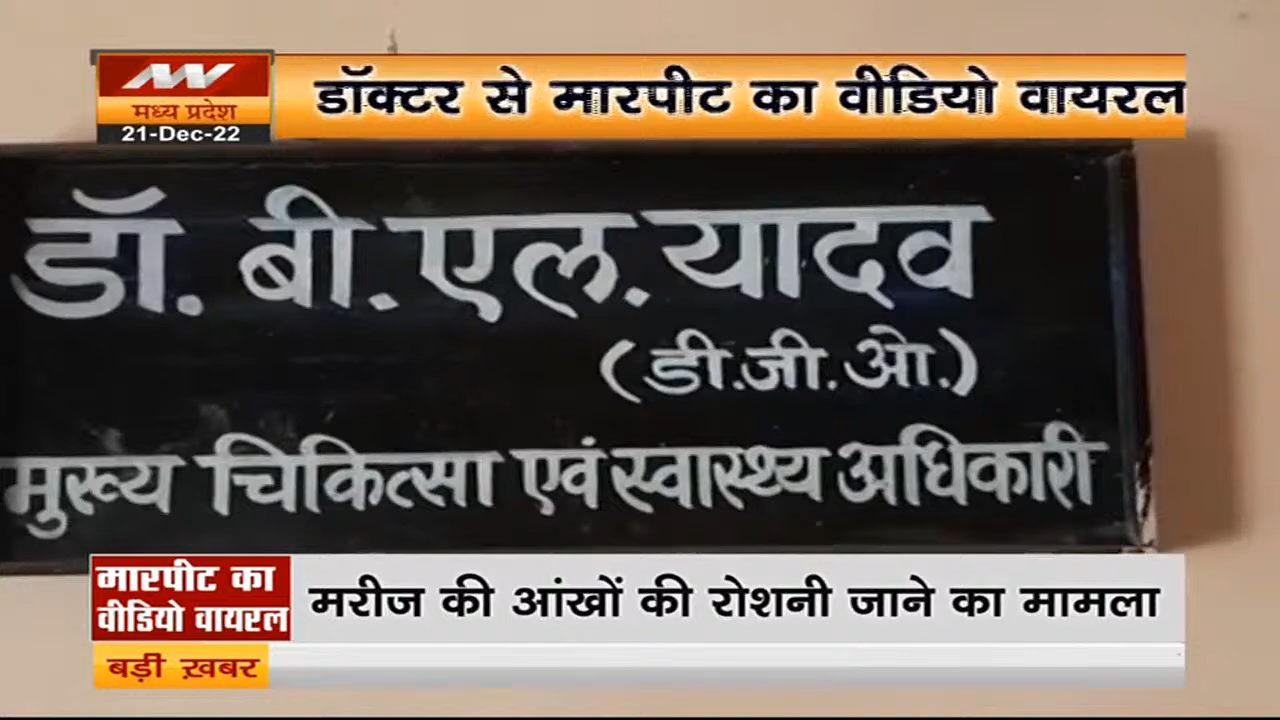 मध्य प्रदेश
21-Dec-22
डॉक्टर से मारपीट का वीडियो वायरल
डॉ. बी. एल. यादव
(डी.जी.ओ.)
मुख्य चिकित्सा एवं स्वास्थ्य अधिकारी
मारपीट का
वीडियो वायरल
मरीज की आंखों की रोशनी जाने का मामला
बड़ी ख़बर